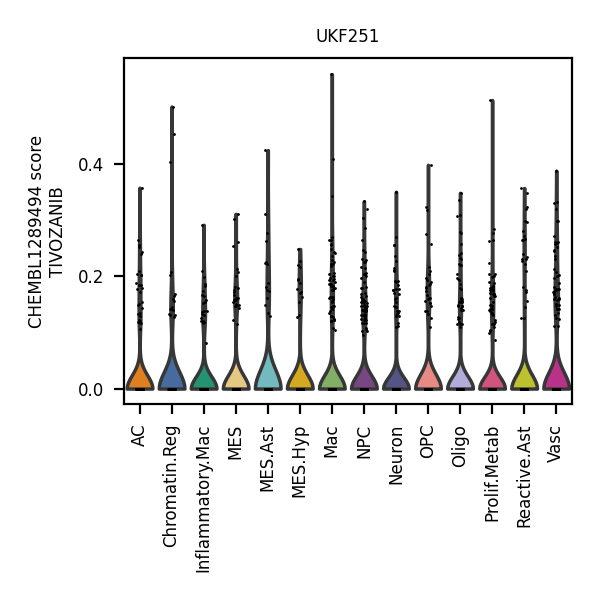 UKF251
CHEMBL1289494 score
TIVOZANIB
0.4
0.2
0.0
AC
Chromatin.Reg
Inflammatory.Mac
MES
MES.Ast
MES.Hyp
Mac
NPC
Neuron
OPC
Oligo
Prolif.Metab
Reactive.Ast
Vasc